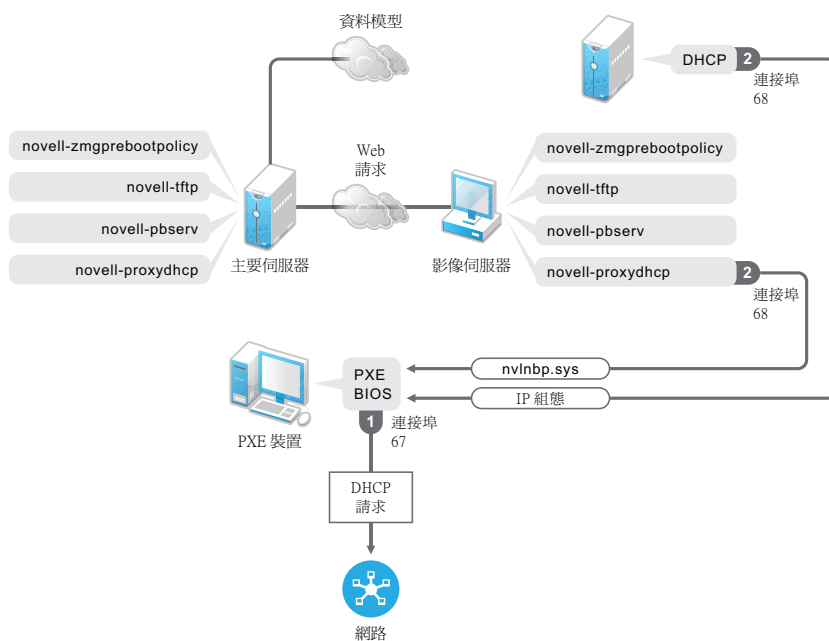 資料模型
DHCP
2
連接埠
68
novell-zmgprebootpolicy
novell-tftp
novell-pbserv
novell-proxydhcp
主要伺服器
Web
請求
影像伺服器
novell-zmgprebootpolicy
novell-tftp
novell-pbserv
novell-proxydhcp
2
連接埠
68
nvlnbp.sys
IP 組態
PXE
BIOS
PXE 裝置
1
連接埠
67
DHCP
請求
網路